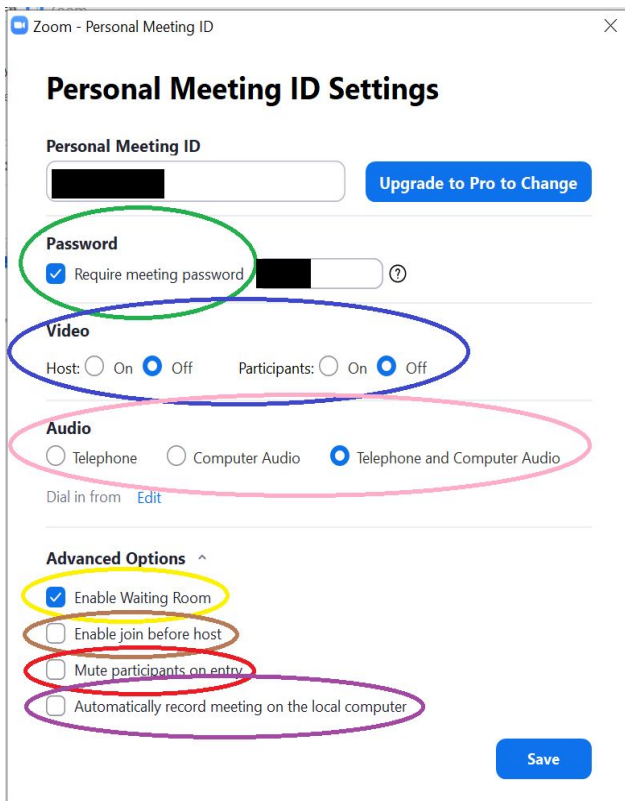 Zoom - Personal Meeting ID
Personal Meeting ID Settings
Personal Meeting ID
Upgrade to Pro to Change
Password
Require meeting password ?
Video
Host: On Off Participants: On Off
Audio
Telephone Computer Audio Telephone and Computer Audio
Dial in from Edit
Advanced Options
Enable Waiting Room
Enable join before host
Mute participants on entry
Automatically record meeting on the local computer
Save